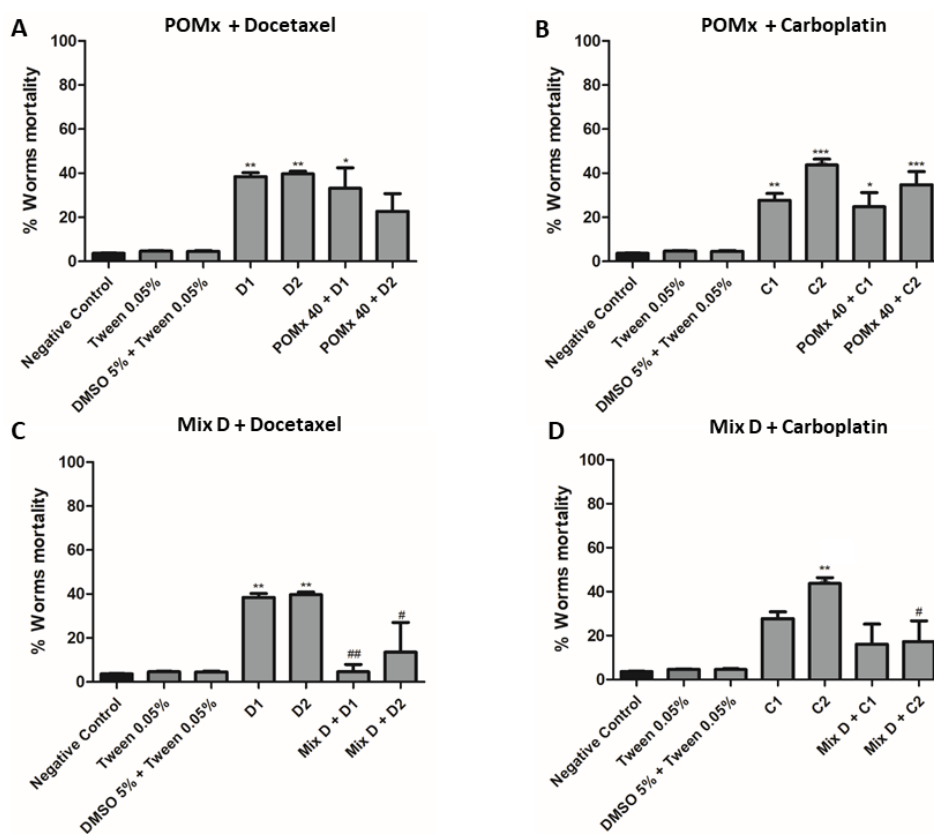 A
POMx + Docetaxel
% Worms mortality
100
80
60
40
20
0
**
**
*
Negative Control
Tween 0.05%
DMSO 5% + Tween 0.05%
D1
D2
POMx 40 + D1
POMx 40 + D2
B
POMx + Carboplatin
% Worms mortality
100
80
60
40
20
0
**
***
*
***
Negative Control
Tween 0.05%
DMSO 5% + Tween 0.05%
C1
C2
POMx 40 + C1
POMx 40 + C2
C
Mix D + Docetaxel
% Worms mortality
100
80
60
40
20
0
**
**
##
#
Negative Control
Tween 0.05%
DMSO 5% + Tween 0.05%
D1
D2
Mix D + D1
Mix D + D2
D
Mix D + Carboplatin
% Worms mortality
100
80
60
40
20
0
**
#
Negative Control
Tween 0.05%
DMSO 5% + Tween 0.05%
C1
C2
Mix D + C1
Mix D + C2